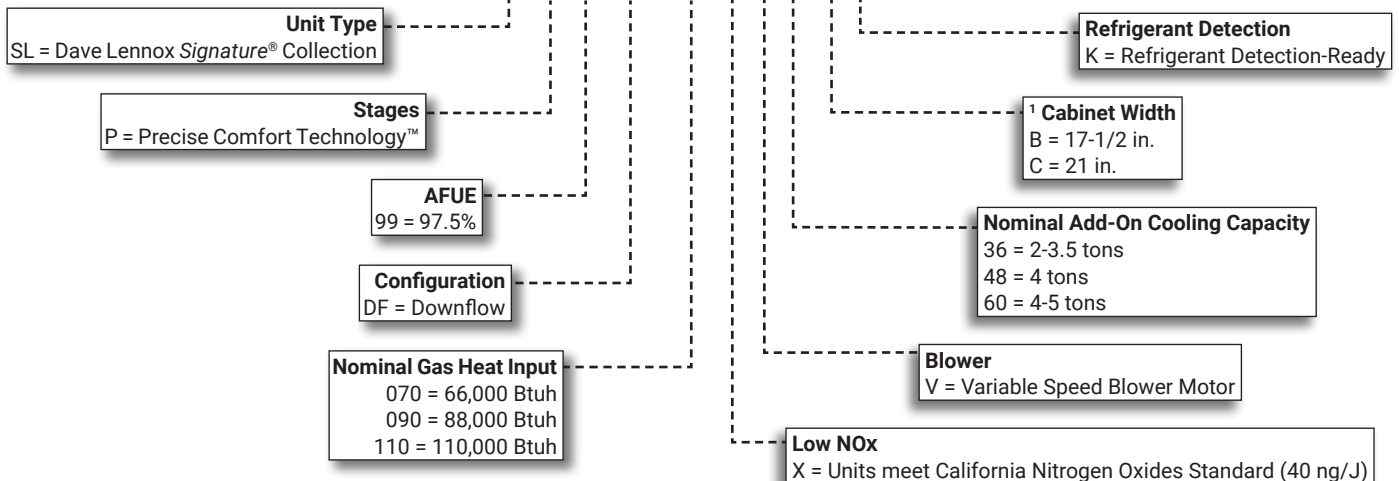 Unit Type
SL = Dave Lennox Signature® Collection
Stages
P = Precise Comfort Technology™
AFUE
99 = 97.5%
Configuration
DF = Downflow
Nominal Gas Heat Input
070 = 66,000 Btuh
090 = 88,000 Btuh
110 = 110,000 Btuh
Refrigerant Detection
K = Refrigerant Detection-Ready
¹ Cabinet Width
B = 17-1/2 in.
C = 21 in.
Nominal Add-On Cooling Capacity
36 = 2-3.5 tons
48 = 4 tons
60 = 4-5 tons
Blower
V = Variable Speed Blower Motor
Low NOx
X = Units meet California Nitrogen Oxides Standard (40 ng/J)